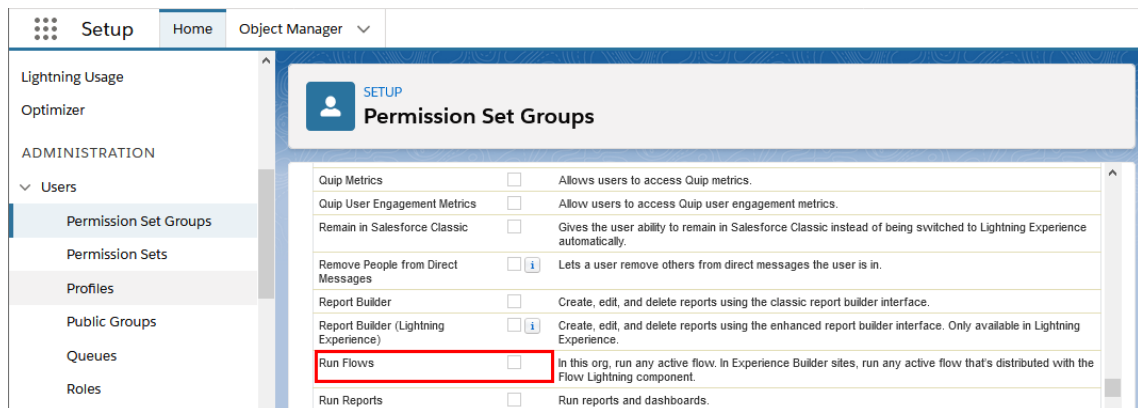 Setup
Home
Object Manager
Lightning Usage
Optimizer
ADMINISTRATION
Users
Permission Set Groups
Permission Sets
Profiles
Public Groups
Queues
Roles
SETUP
Permission Set Groups
Quip Metrics
Allows users to access Quip metrics.
Quip User Engagement Metrics
Allow users to access Quip user engagement metrics.
Remain in Salesforce Classic
Gives the user ability to remain in Salesforce Classic instead of being switched to Lightning Experience
automatically.
Remove People from Direct
Messages
i
Lets a user remove others from direct messages the user is in.
Report Builder
Create, edit, and delete reports using the classic report builder interface.
Report Builder (Lightning
Experience)
i
Create, edit, and delete reports using the enhanced report builder interface. Only available in Lightning
Experience.
Run Flows
In this org, run any active flow. In Experience Builder sites, run any active flow that's distributed with the
Flow Lightning component.
Run Reports
Run reports and dashboards.